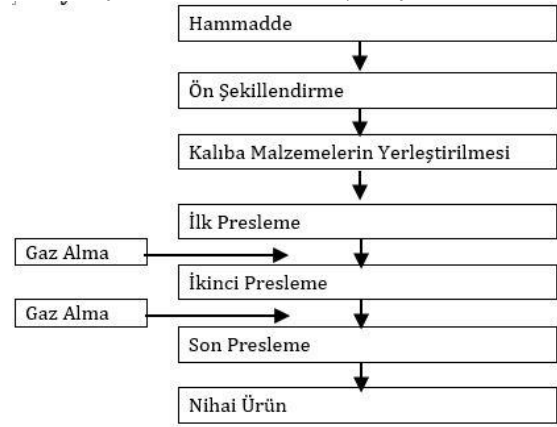 Hammadde
Ön Şekillendirme
Kalıba Malzemelerin Yerleştirilmesi
İlk Presleme
Gaz Alma
İkinci Presleme
Gaz Alma
Son Presleme
Nihai Ürün